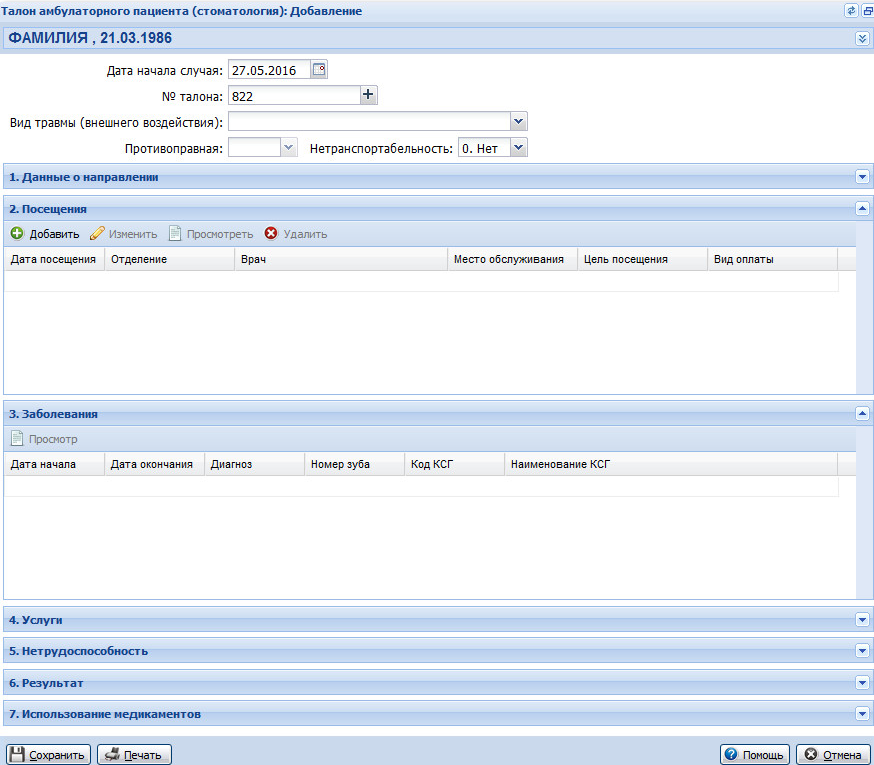 Талон амбулаторного пациента (стоматология): Добавление
ФАМИЛИЯ , 21.03.1986
Дата начала случая: 27.05.2016
№ талона: 822
Вид травмы (внешнего воздействия):
Противоправная: Нетранспортабельность: 0. Нет
1. Данные о направлении
2. Посещения
Добавить Изменить Просмотреть Удалить
Дата посещения Отделение Врач Место обслуживания Цель посещения Вид оплаты
3. Заболевания
Просмотр
Дата начала Дата окончания Диагноз Номер зуба Код КСГ Наименование КСГ
4. Услуги
5. Нетрудоспособность
6. Результат
7. Использование медикаментов
Сохранить Печать Помощь Отмена